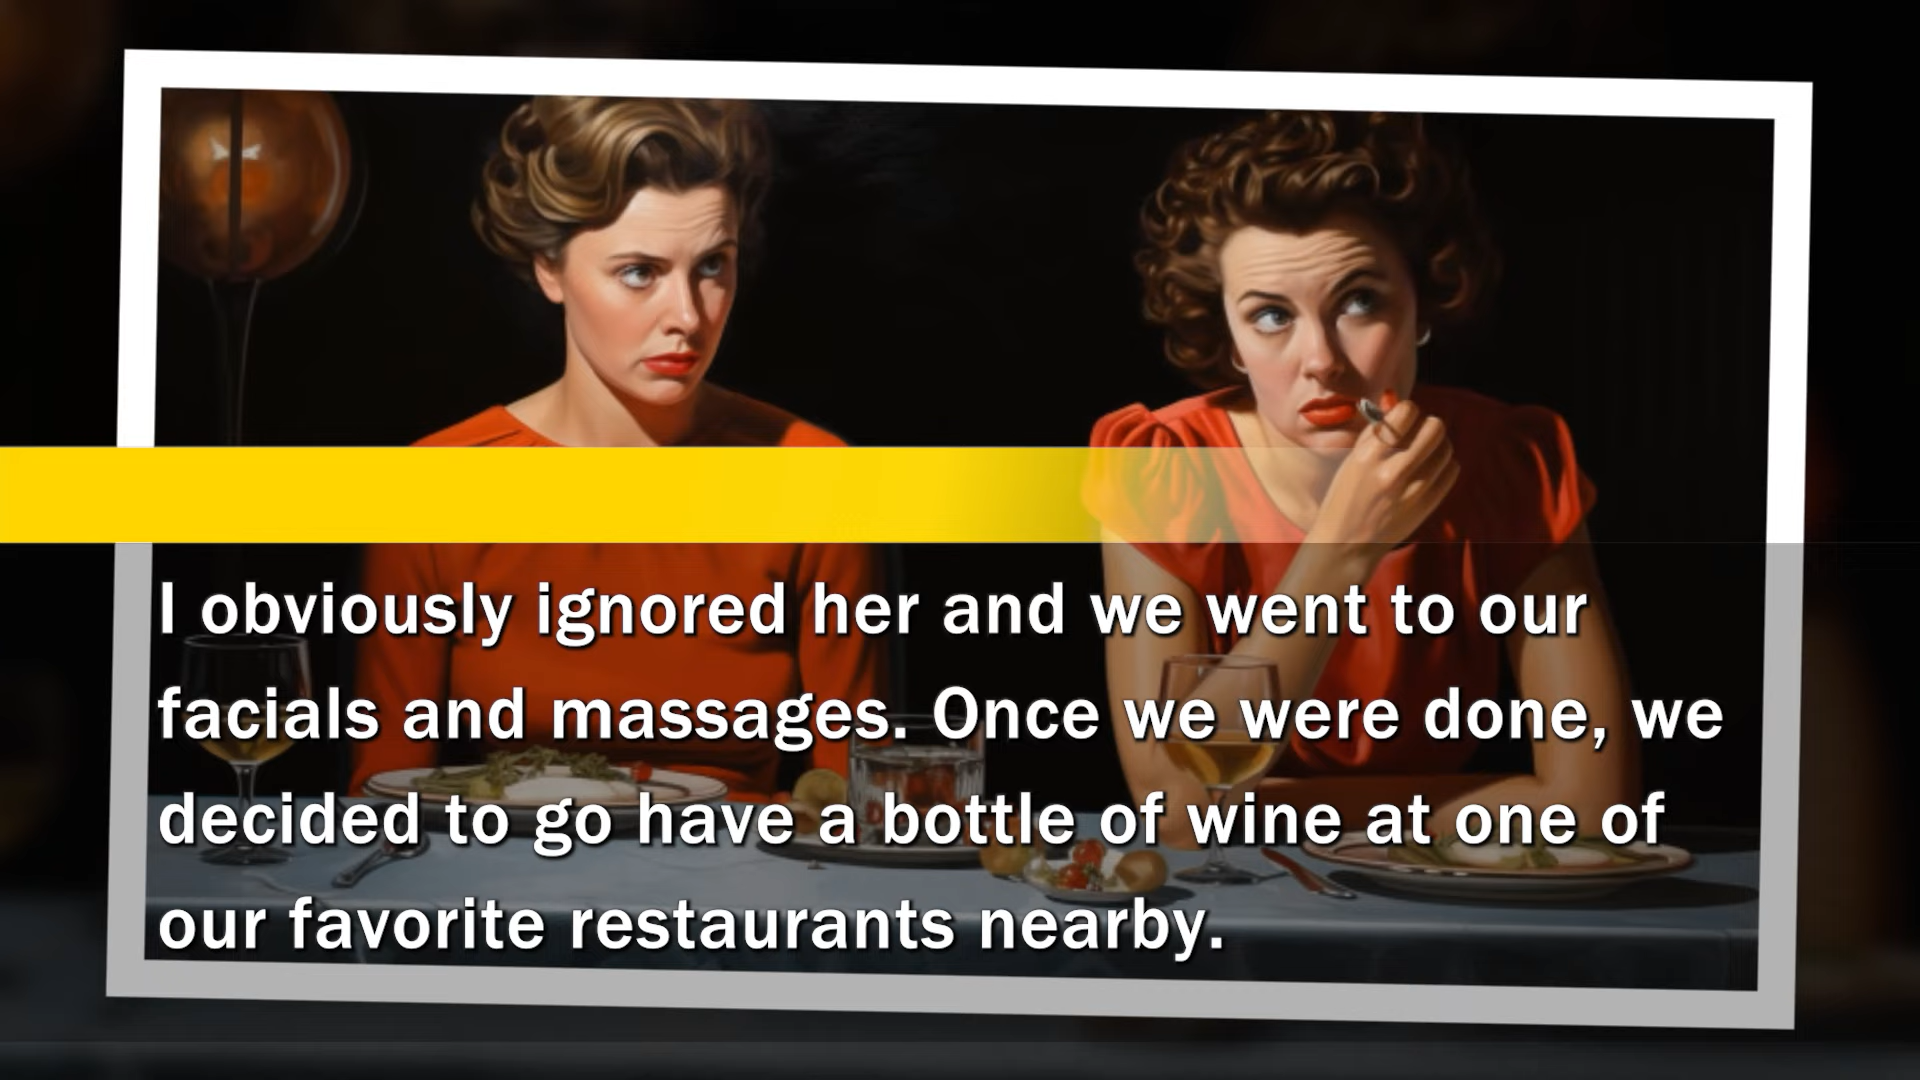 I obviously ignored her and we went to our
facials and massages. Once we were done, we
decided to go have a bottle of wine at one of
our favorite restaurants nearby.